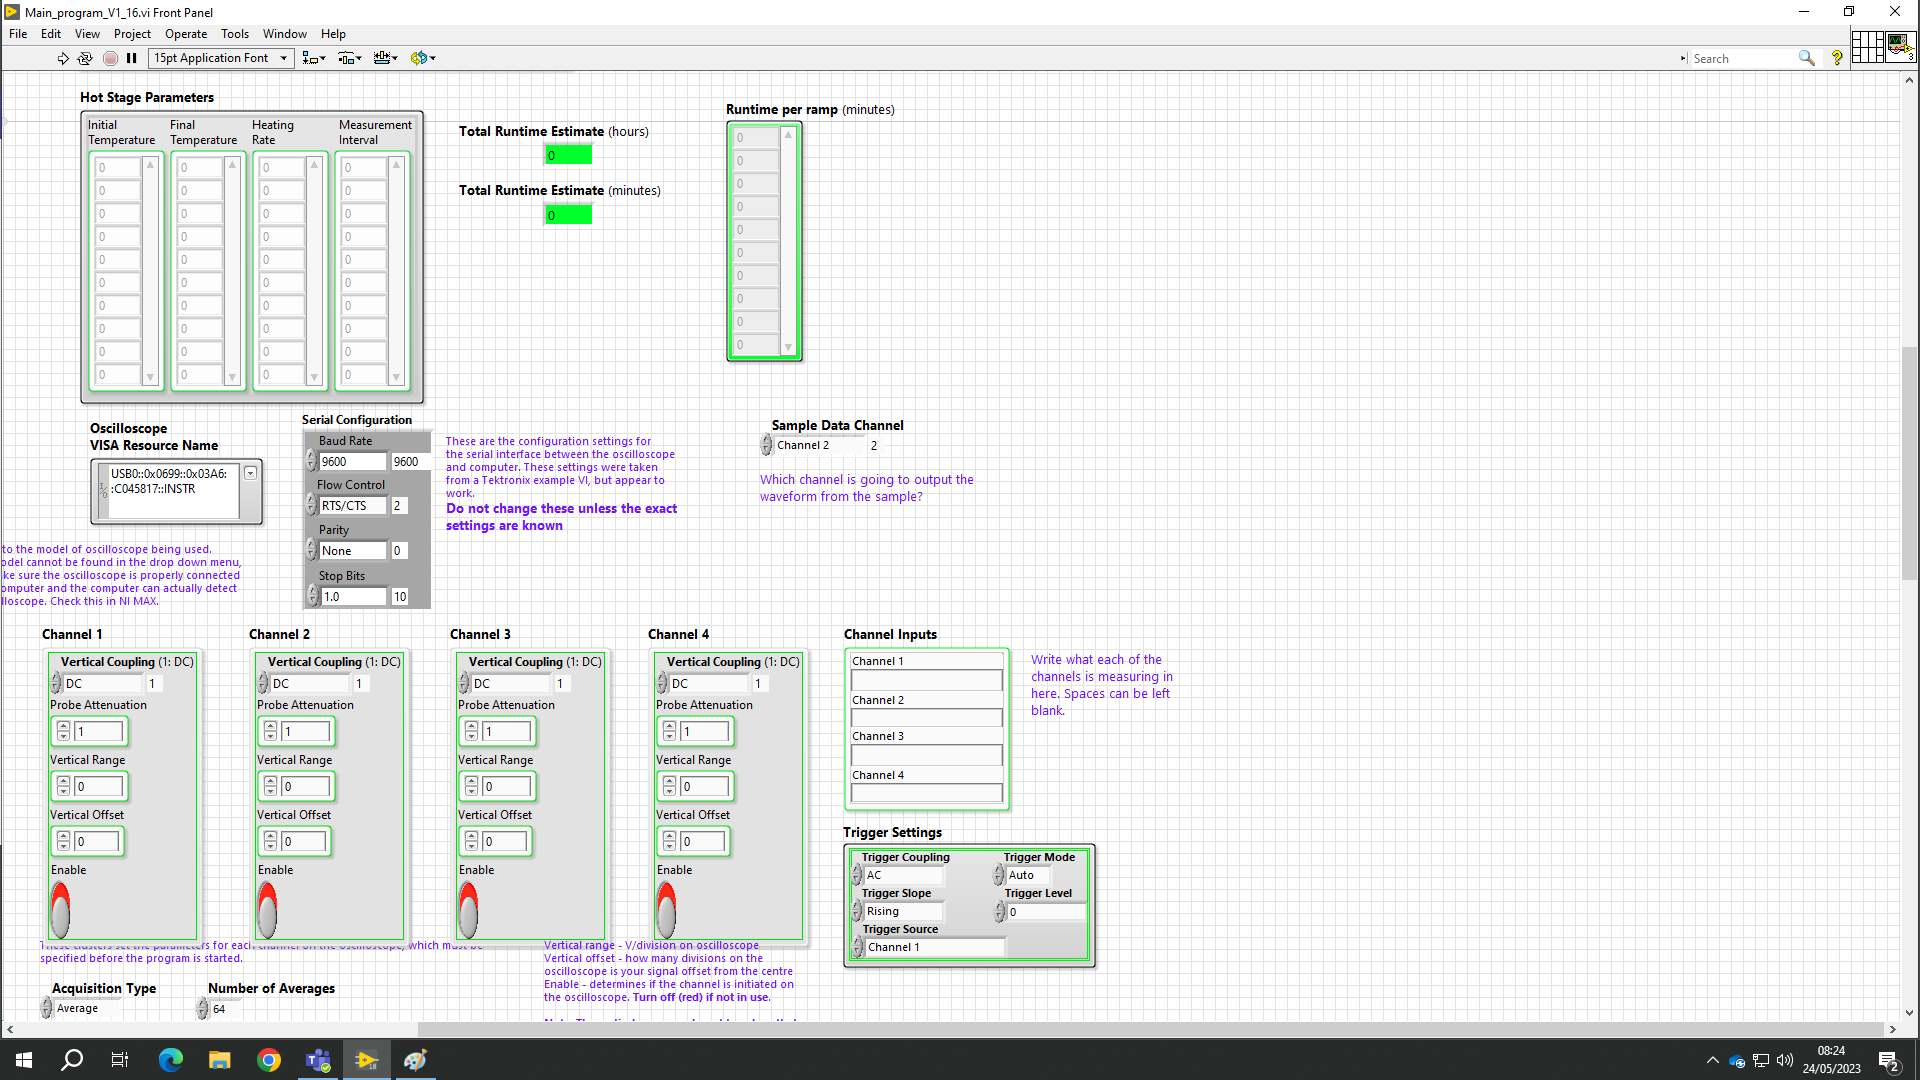 Main_program_V1_16.vi Front Panel
File Edit View Project Operate Tools Window Help
15pt Application Font
Search
3
Hot Stage Parameters
Initial Temperature
Final Temperature
Heating Rate
Measurement Interval
0 0 0 0
0 0 0 0
0 0 0 0
0 0 0 0
0 0 0 0
0 0 0 0
0 0 0 0
0 0 0 0
0 0 0 0
0 0 0 0
Total Runtime Estimate (hours)
0
Total Runtime Estimate (minutes)
0
Runtime per ramp (minutes)
0
0
0
0
0
0
0
0
0
0
Oscilloscope
VISA Resource Name
USB0::0x0699::0x03A6:
:C045817::INSTR
to the model of oscilloscope being used.
odel cannot be found in the drop down menu,
ke sure the oscilloscope is properly connected
omputer and the computer can actually detect
lloscope. Check this in NI MAX.
Serial Configuration
Baud Rate
9600 9600
Flow Control
RTS/CTS 2
Parity
None 0
Stop Bits
1.0 10
These are the configuration settings for
the serial interface between the oscilloscope
and computer. These settings were taken
from a Tektronix example VI, but appear to
work.
Do not change these unless the exact
settings are known
Sample Data Channel
Channel 2 2
Which channel is going to output the
waveform from the sample?
Channel 1
Vertical Coupling (1: DC)
DC 1
Probe Attenuation
1
Vertical Range
0
Vertical Offset
0
Enable
Channel 2
Vertical Coupling (1: DC)
DC 1
Probe Attenuation
1
Vertical Range
0
Vertical Offset
0
Enable
Channel 3
Vertical Coupling (1: DC)
DC 1
Probe Attenuation
1
Vertical Range
0
Vertical Offset
0
Enable
Channel 4
Vertical Coupling (1: DC)
DC 1
Probe Attenuation
1
Vertical Range
0
Vertical Offset
0
Enable
Channel Inputs
Channel 1
Channel 2
Channel 3
Channel 4
Write what each of the
channels is measuring in
here. Spaces can be left
blank.
Trigger Settings
Trigger Coupling Trigger Mode
AC Auto
Trigger Slope Trigger Level
Rising 0
Trigger Source
Channel 1
These clusters set the parameters for each channel on the oscilloscope, which must be
specified before the program is started.
Vertical range - V/division on oscilloscope
Vertical offset - how many divisions on the
oscilloscope is your signal offset from the centre
Enable - determines if the channel is initiated on
the oscilloscope. Turn off (red) if not in use.
Acquisition Type
Average
Number of Averages
64
08:24
24/05/2023
2